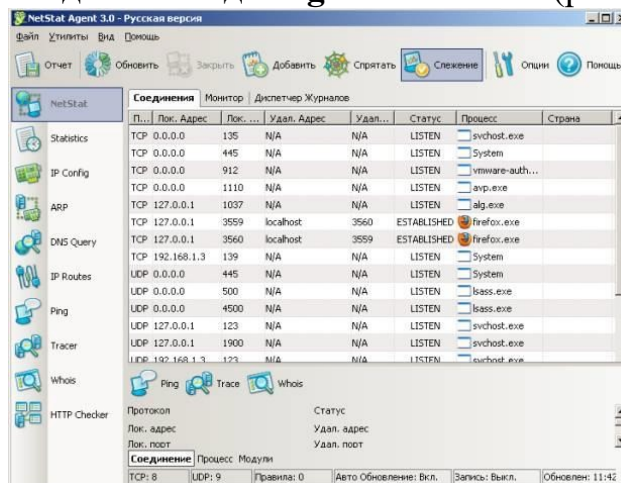 NetStat Agent 3.0 - Русская версия
Файл Утилиты Вид Помощь
Отчет Обновить Закрыть Добавить Спрятать Слежение Опции Помощь
NetStat
Statistics
IP Config
ARP
DNS Query
IP Routes
Ping
Tracer
Whois
HTTP Checker
Соединения Монитор Диспетчер Журналов
П... Лок. Адрес Лок. ... Удал. Адрес Удал... Статус Процесс Страна
TCP 0.0.0.0 135 N/A N/A LISTEN svchost.exe
TCP 0.0.0.0 445 N/A N/A LISTEN System
TCP 0.0.0.0 912 N/A N/A LISTEN vmware-auth...
TCP 0.0.0.0 1110 N/A N/A LISTEN avp.exe
TCP 127.0.0.1 1037 N/A N/A LISTEN alg.exe
TCP 127.0.0.1 3559 localhost 3560 ESTABLISHED firefox.exe
TCP 127.0.0.1 3560 localhost 3559 ESTABLISHED firefox.exe
TCP 192.168.1.3 139 N/A N/A LISTEN System
UDP 0.0.0.0 445 N/A N/A LISTEN System
UDP 0.0.0.0 500 N/A N/A LISTEN lsass.exe
UDP 0.0.0.0 4500 N/A N/A LISTEN lsass.exe
UDP 127.0.0.1 123 N/A N/A LISTEN svchost.exe
UDP 127.0.0.1 1900 N/A N/A LISTEN svchost.exe
UDP 192.168.1.3 123 N/A N/A LISTEN svchost.exe
Ping Trace Whois
Протокол Статус
Лок. адрес Удал. адрес
Лок. порт Удал. порт
Соединение Процесс Модули
TCP: 8 UDP: 9 Правила: 0 Авто Обновление: Вкл. Запись: Выкл. Обновлен: 11:42